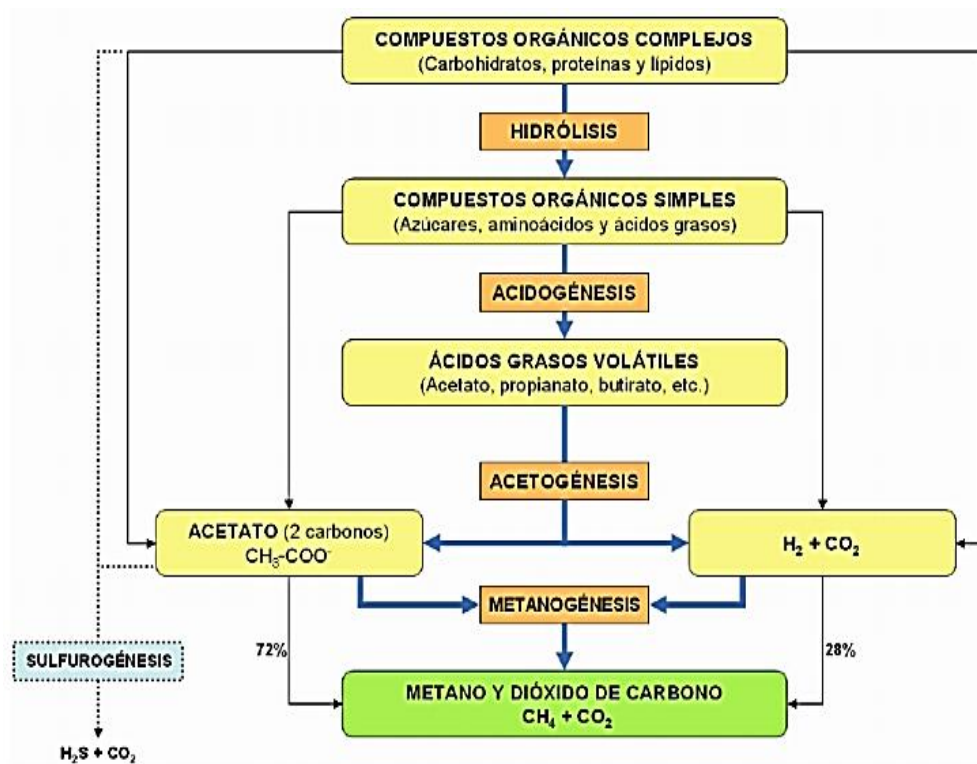 COMPUESTOS ORGÁNICOS COMPLEJOS
(Carbohidratos, proteínas y lípidos)
HIDRÓLISIS
COMPUESTOS ORGÁNICOS SIMPLES
(Azúcares, aminoácidos y ácidos grasos)
ACIDOGÉNESIS
ÁCIDOS GRASOS VOLÁTILES
(Acetato, propianato, butirato, etc.)
ACETOGÉNESIS
ACETATO (2 carbonos)
CH₃-COO⁻
H₂ + CO₂
METANOGÉNESIS
SULFUROGÉNESIS
72%
28%
METANO Y DIÓXIDO DE CARBONO
CH₄ + CO₂
H₂S + CO₂